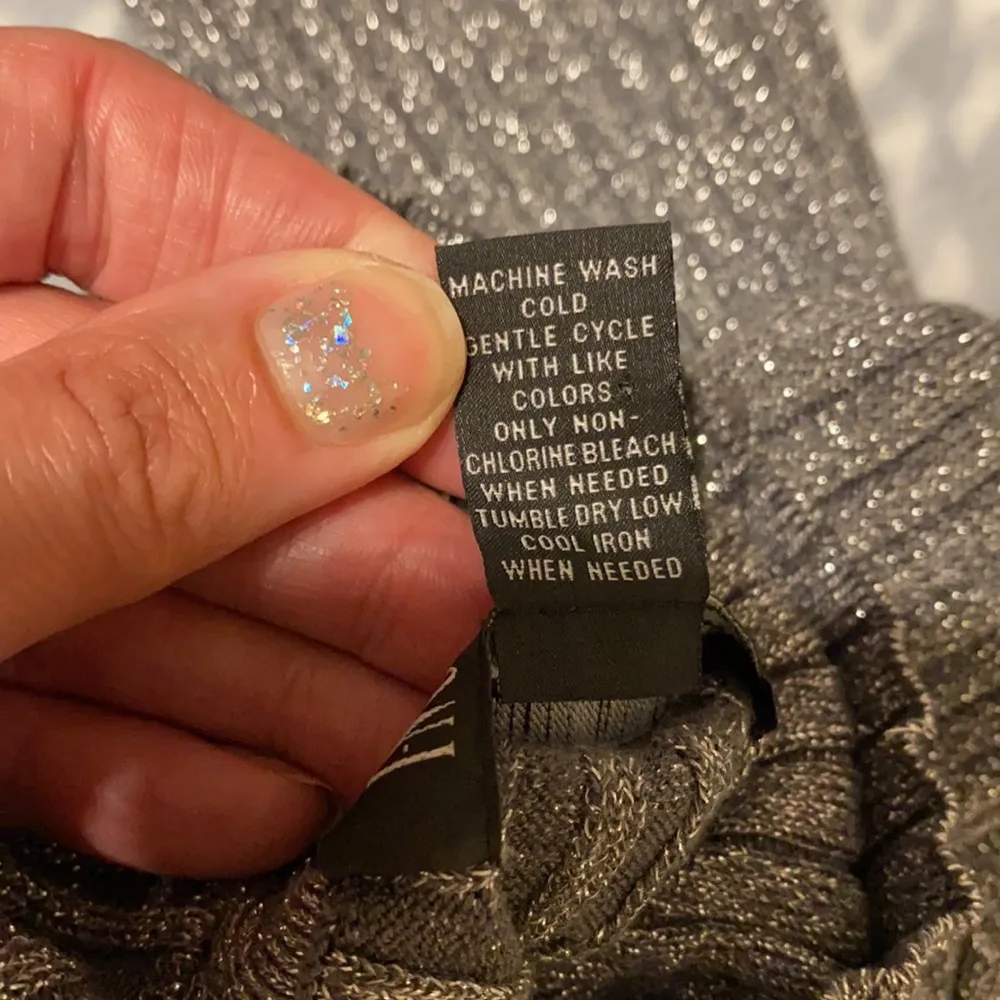 MACHINE WASH
COLD
GENTLE CYCLE
WITH LIKE
COLORS
ONLY NON-
CHLORINE BLEACH
WHEN NEEDED
TUMBLE DRY LOW
COOL IRON
WHEN NEEDED